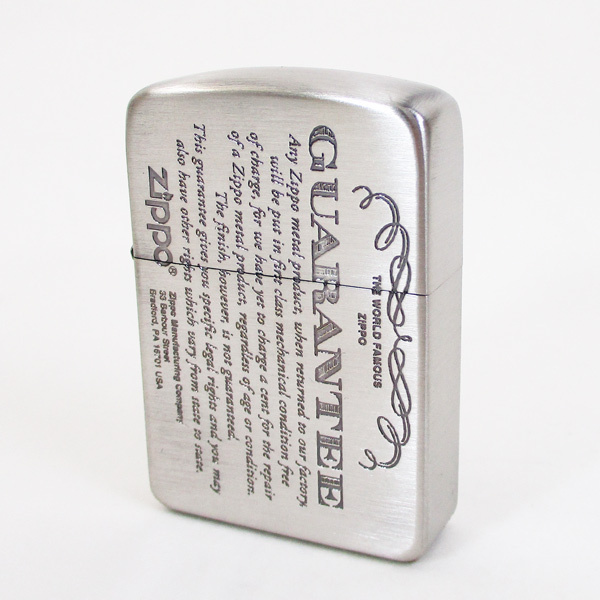 THE WORLD FAMOUS
ZIPPO
GUARANTEE
Any Zippo metal product, when returned to our factory,
will be put in first class mechanical condition free
of charge, for we have yet to charge a cent for the repair
of a Zippo metal product, regardless of age or condition.
The finish, however, is not guaranteed.
This guarantee gives you specific legal rights and you may
also have other rights which vary from state to state.
Zippo®
Zippo Manufacturing Company
33 Barbour Street
Bradford, PA 16701 USA